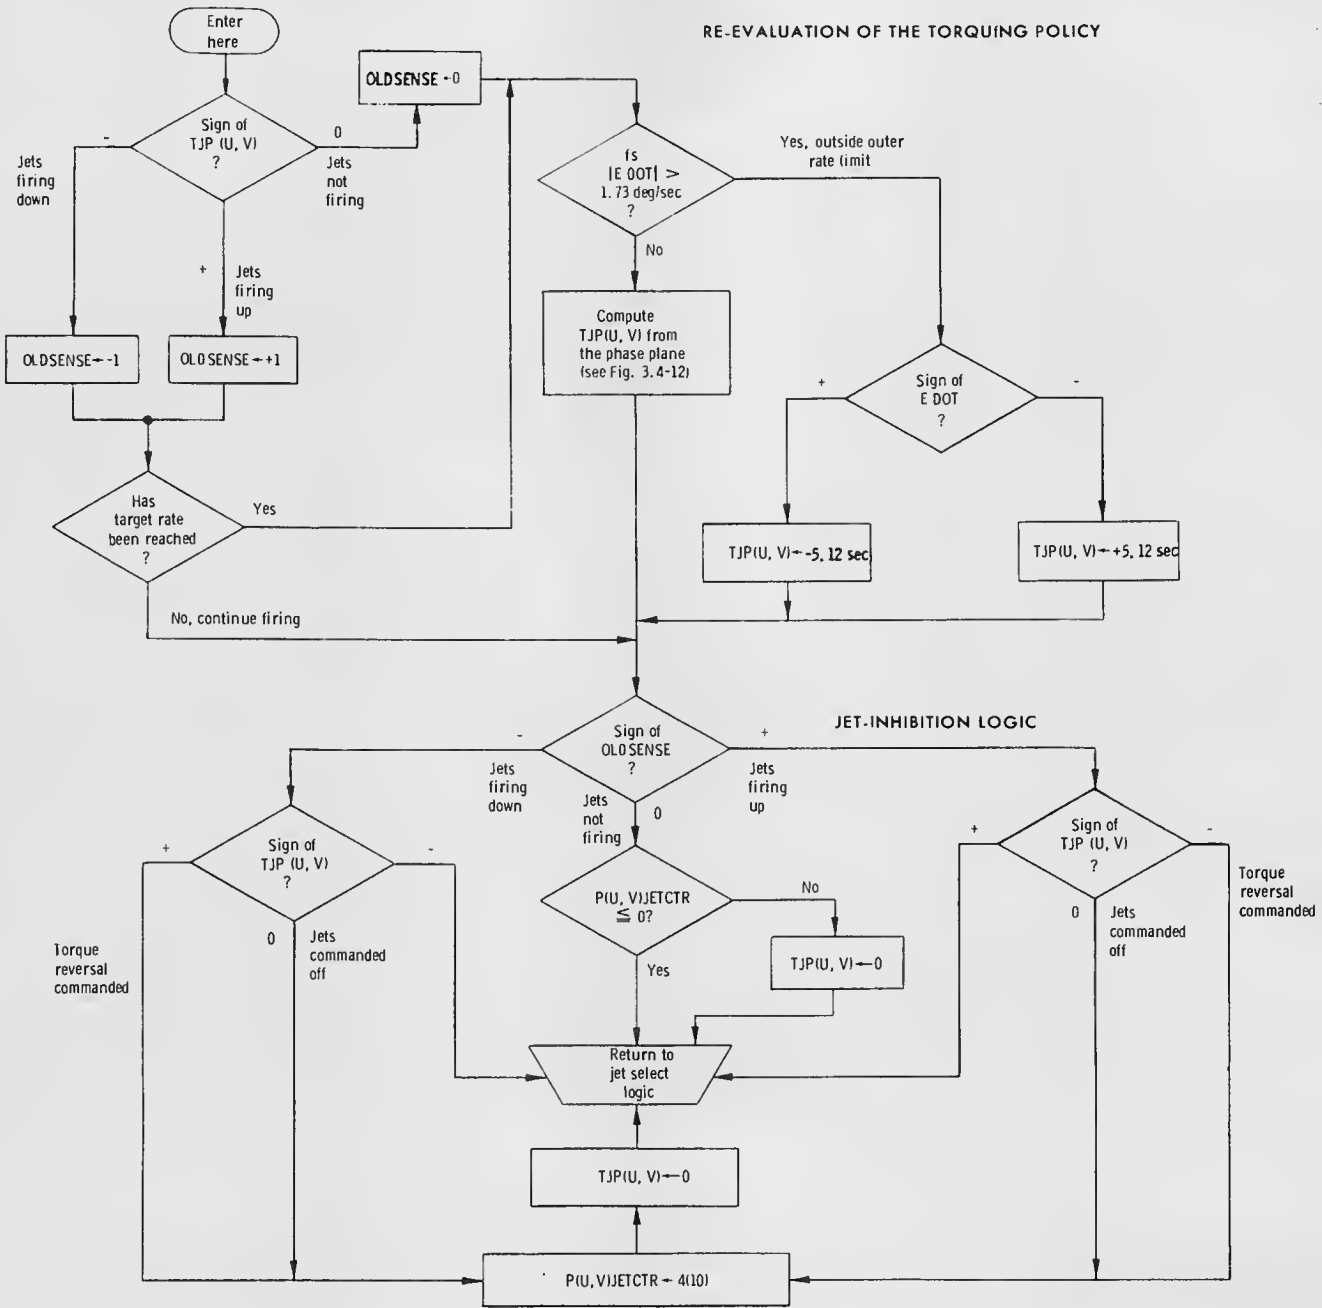 RE-EVALUATION OF THE TORQUING POLICY
Enter
here
OLDSENSE ←0
Sign of
TJP (U, V)
?
-
0
Jets
firing
down
Jets
not
firing
+
Jets
firing
up
OLDSENSE←-1
OLDSENSE←+1
Has
target rate
been reached
?
Yes
No, continue firing
Is
|E DOT| >
1.73 deg/sec
?
Yes, outside outer
rate limit
No
Compute
TJP(U, V) from
the phase plane
(see Fig. 3.4-12)
Sign of
E DOT
?
+
-
TJP(U, V)←-5.12 sec
TJP(U, V)←+5.12 sec
JET-INHIBITION LOGIC
Sign of
OLDSENSE
?
-
+
Jets
firing
down
Jets
not
firing
0
Jets
firing
up
Sign of
TJP (U, V)
?
+
-
Torque
reversal
commanded
0
Jets
commanded
off
P(U, V)JETCTR
≦ 0?
No
Yes
TJP(U, V)←0
Sign of
TJP (U, V)
?
+
-
0
Jets
commanded
off
Torque
reversal
commanded
Return to
jet select
logic
TJP(U, V)←0
P(U, V)JETCTR ← 4(10)